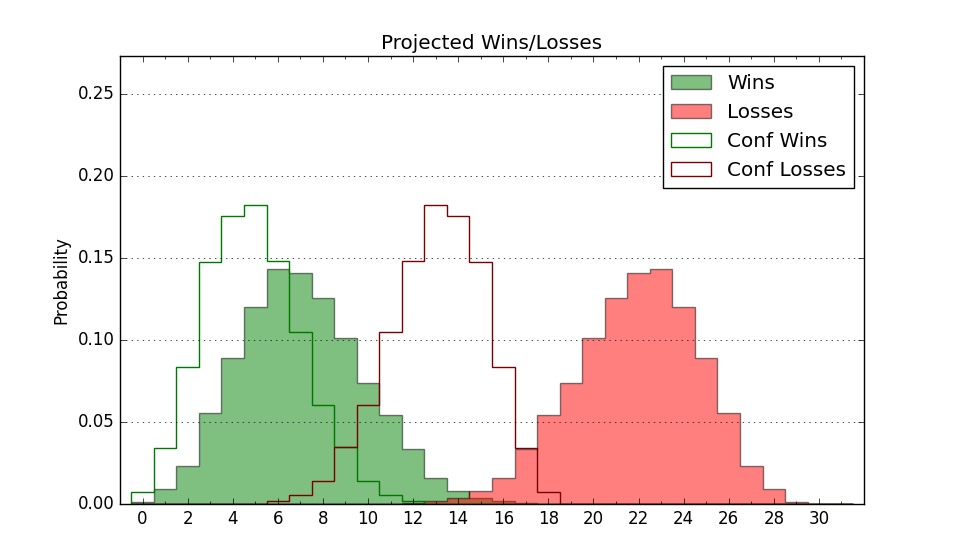 Projected Wins/Losses
Probability
0.25
0.20
0.15
0.10
0.05
0.00
0 2 4 6 8 10 12 14 16 18 20 22 24 26 28 30
Wins
Losses
Conf Wins
Conf Losses